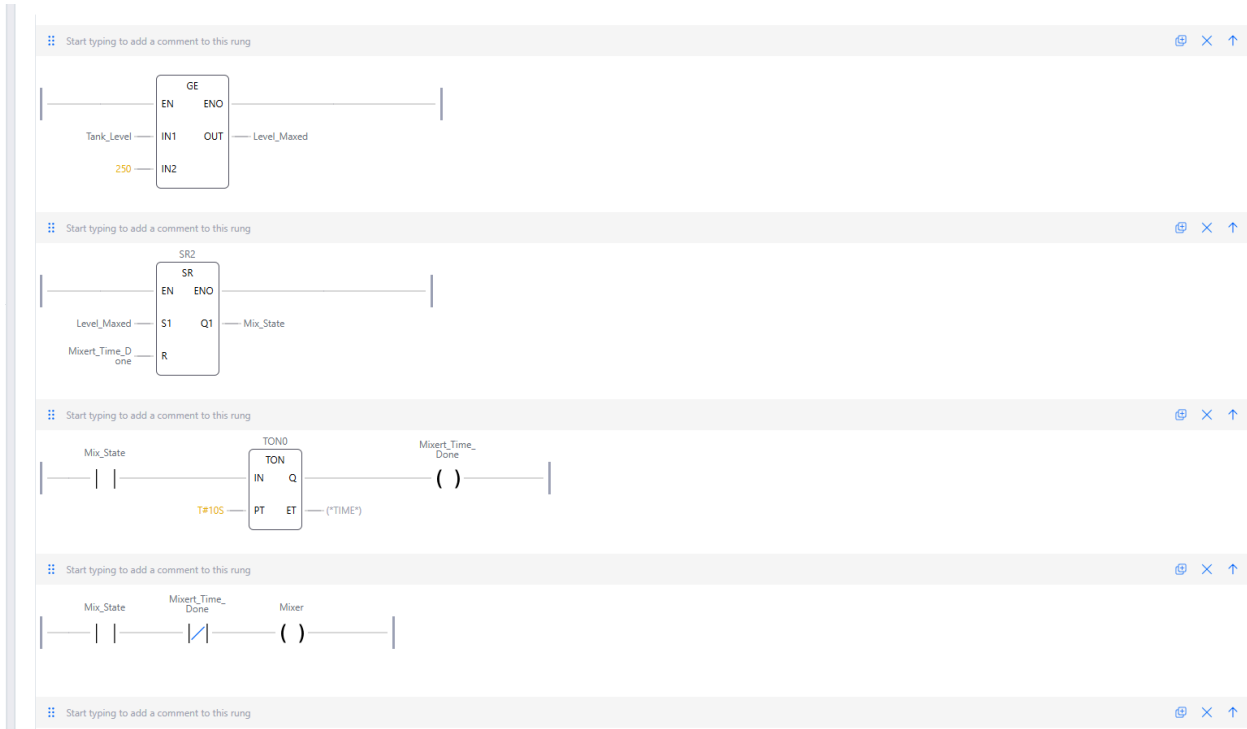 Start typing to add a comment to this rung
GE
EN ENO
Tank_Level IN1 OUT Level_Maxed
250 IN2
Start typing to add a comment to this rung
SR2
SR
EN ENO
Level_Maxed S1 Q1 Mix_State
Mixert_Time_D
one
R
Start typing to add a comment to this rung
TON0
Mix_State
TON
Mixert_Time_
Done
IN Q
( )
T#10S PT ET (*TIME*)
Start typing to add a comment to this rung
Mix_State
Mixert_Time_
Done
Mixer
( )
Start typing to add a comment to this rung